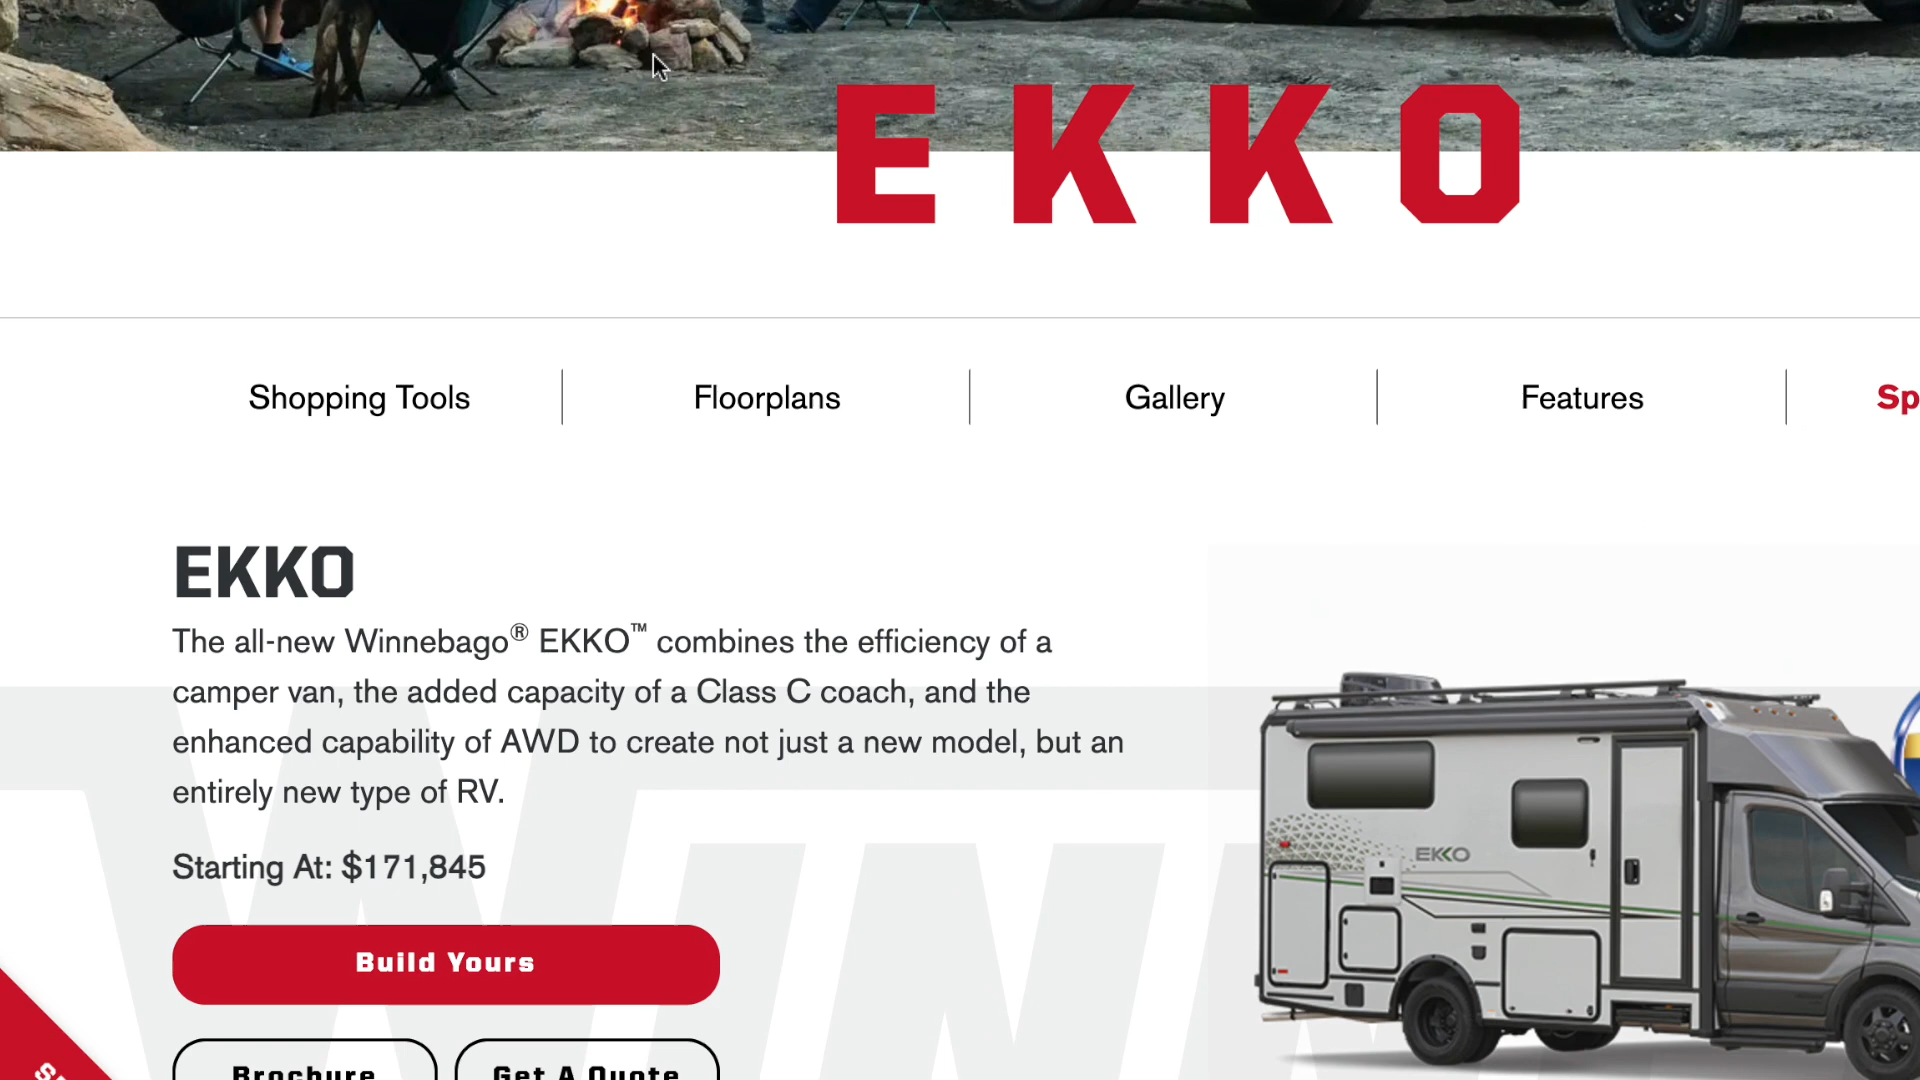 EKKO
Shopping Tools
Floorplans
Gallery
Features
EKKO
The all-new Winnebago® EKKO™ combines the efficiency of a
camper van, the added capacity of a Class C coach, and the
enhanced capability of AWD to create not just a new model, but an
entirely new type of RV.
Starting At: $171,845
EKKO
Build Yours
Brochure
Get A Quote